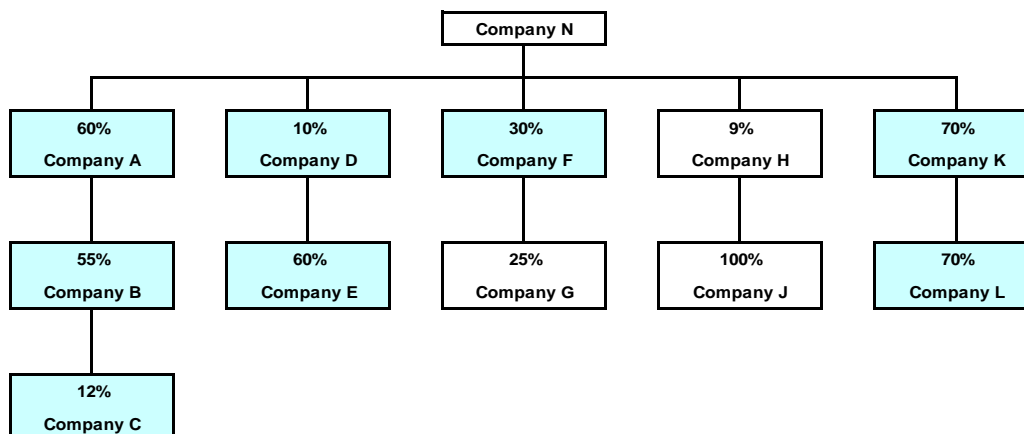 Company N
60%
Company A
10%
Company D
30%
Company F
9%
Company H
70%
Company K
55%
Company B
60%
Company E
25%
Company G
100%
Company J
70%
Company L
12%
Company C